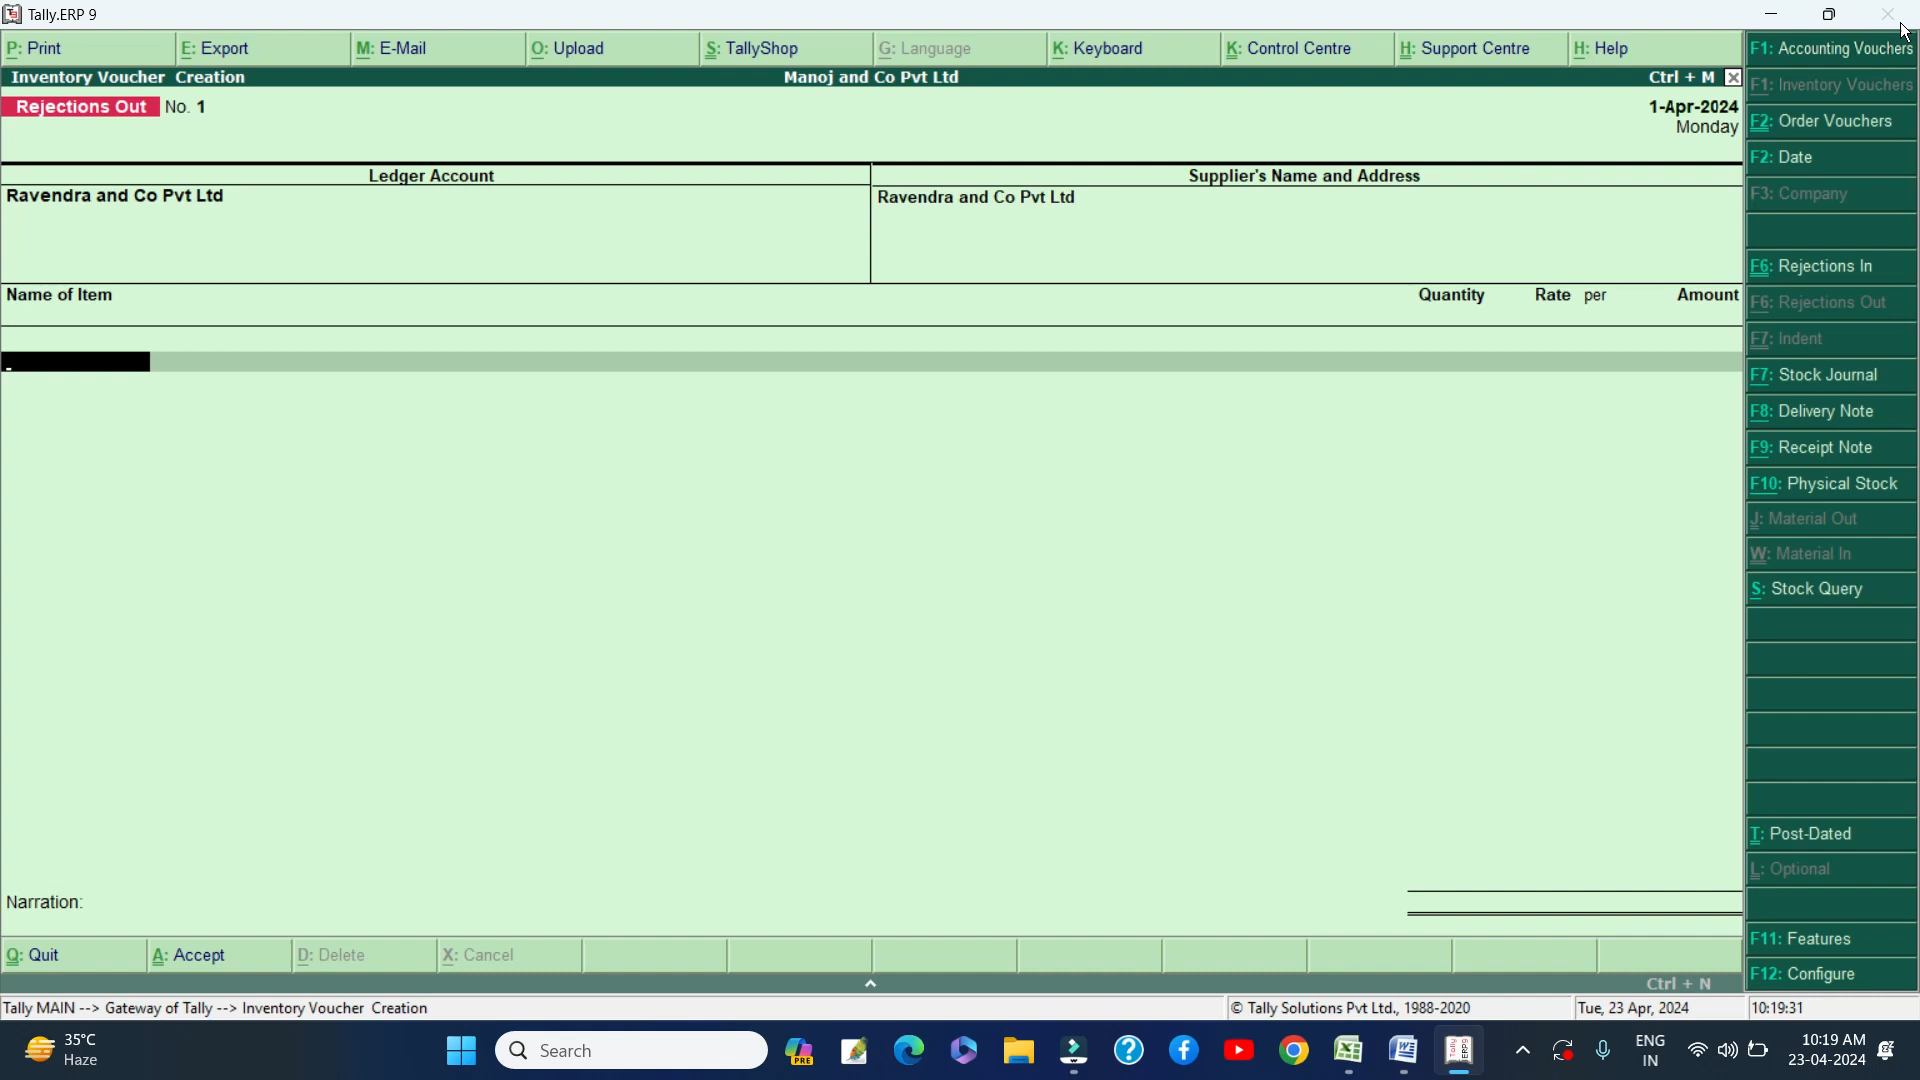 Tally.ERP 9
P: Print E: Export M: E-Mail O: Upload S: TallyShop G: Language K: Keyboard K: Control Centre H: Support Centre H: Help
Inventory Voucher Creation Manoj and Co Pvt Ltd Ctrl + M
Rejections Out No. 1 1-Apr-2024
Monday
Ledger Account Supplier's Name and Address
Ravendra and Co Pvt Ltd Ravendra and Co Pvt Ltd
Name of Item Quantity Rate per Amount
Narration:
Q: Quit A: Accept D: Delete X: Cancel
Ctrl + N
F1: Accounting Vouchers
F1: Inventory Vouchers
F2: Order Vouchers
F2: Date
F3: Company
F6: Rejections In
F6: Rejections Out
F7: Indent
F7: Stock Journal
F8: Delivery Note
F9: Receipt Note
F10: Physical Stock
J: Material Out
W: Material In
S: Stock Query
T: Post-Dated
L: Optional
F11: Features
F12: Configure
Tally MAIN --> Gateway of Tally --> Inventory Voucher Creation © Tally Solutions Pvt Ltd., 1988-2020 Tue, 23 Apr, 2024 10:19:31
35°C
Haze
Search
PRE
Tally ERP9
ENG
IN
10:19 AM
23-04-2024